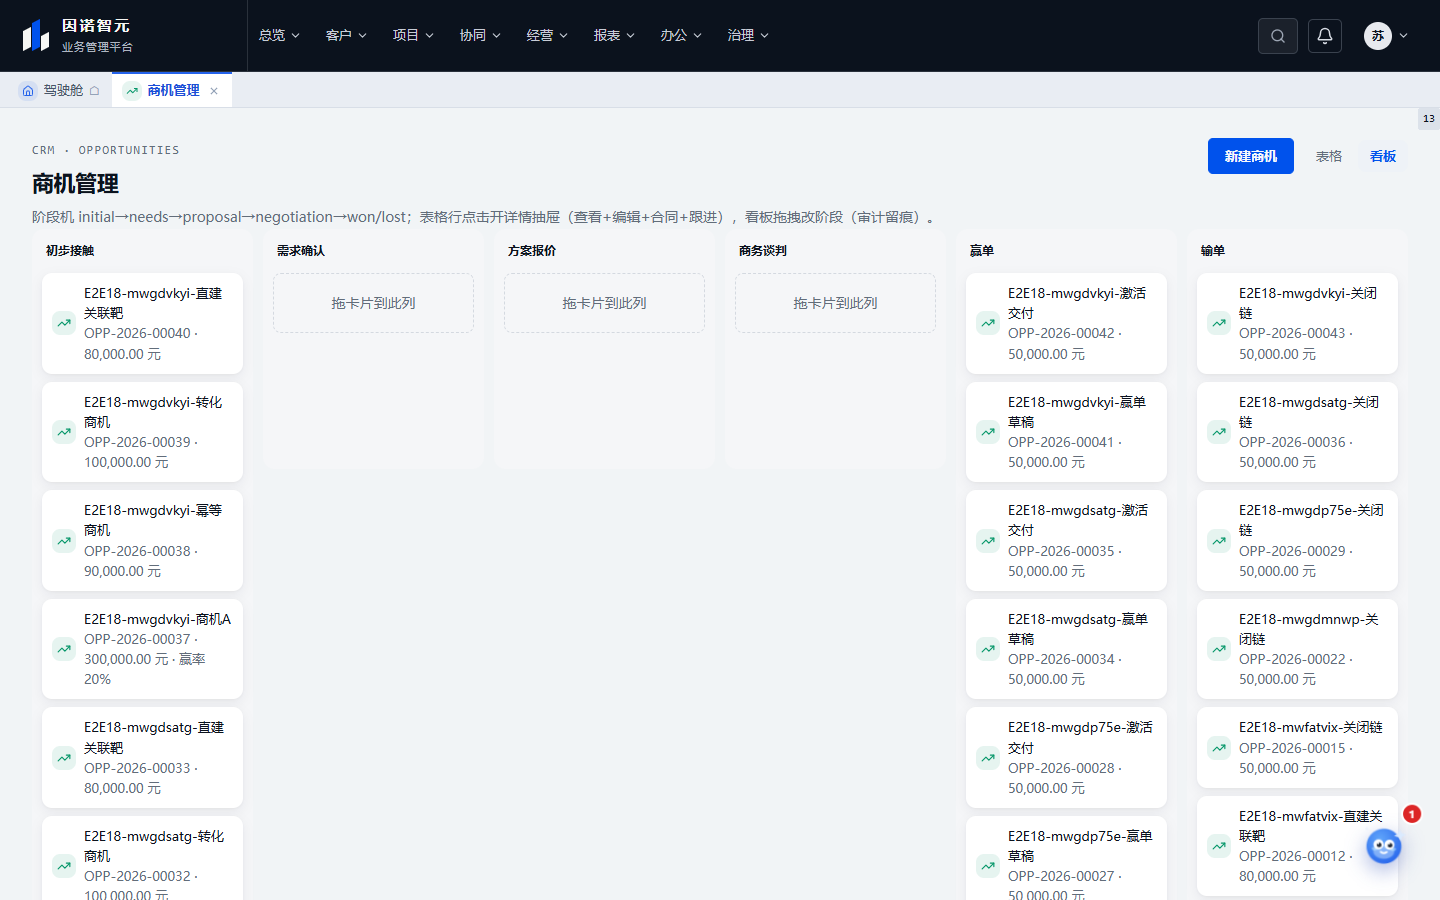 因诺智元
业务管理平台
总览
客户
项目
协同
经营
报表
办公
治理
苏
驾驶舱
商机管理
13
CRM · OPPORTUNITIES
新建商机
表格
看板
商机管理
阶段机 initial→needs→proposal→negotiation→won/lost；表格行点击开详情抽屉（查看+编辑+合同+跟进），看板拖拽改阶段（审计留痕）。
初步接触
E2E18-mwgdvkyi-直建
关联靶
OPP-2026-00040 ·
80,000.00 元
E2E18-mwgdvkyi-转化
商机
OPP-2026-00039 ·
100,000.00 元
E2E18-mwgdvkyi-幂等
商机
OPP-2026-00038 ·
90,000.00 元
E2E18-mwgdvkyi-商机A
OPP-2026-00037 ·
300,000.00 元 · 赢率
20%
E2E18-mwgdsatg-直建
关联靶
OPP-2026-00033 ·
80,000.00 元
E2E18-mwgdsatg-转化
商机
OPP-2026-00032 ·
100,000.00 元
需求确认
拖卡片到此列
方案报价
拖卡片到此列
商务谈判
拖卡片到此列
赢单
E2E18-mwgdvkyi-激活
交付
OPP-2026-00042 ·
50,000.00 元
E2E18-mwgdvkyi-赢单
草稿
OPP-2026-00041 ·
50,000.00 元
E2E18-mwgdsatg-激活
交付
OPP-2026-00035 ·
50,000.00 元
E2E18-mwgdsatg-赢单
草稿
OPP-2026-00034 ·
50,000.00 元
E2E18-mwgdp75e-激活
交付
OPP-2026-00028 ·
50,000.00 元
E2E18-mwgdp75e-赢单
草稿
OPP-2026-00027 ·
50,000.00 元
输单
E2E18-mwgdvkyi-关闭
链
OPP-2026-00043 ·
50,000.00 元
E2E18-mwgdsatg-关闭
链
OPP-2026-00036 ·
50,000.00 元
E2E18-mwgdp75e-关闭
链
OPP-2026-00029 ·
50,000.00 元
E2E18-mwgdmnwp-关
闭链
OPP-2026-00022 ·
50,000.00 元
E2E18-mwfatvix-关闭链
OPP-2026-00015 ·
50,000.00 元
E2E18-mwfatvix-直建关
联靶
OPP-2026-00012 ·
80,000.00 元
1